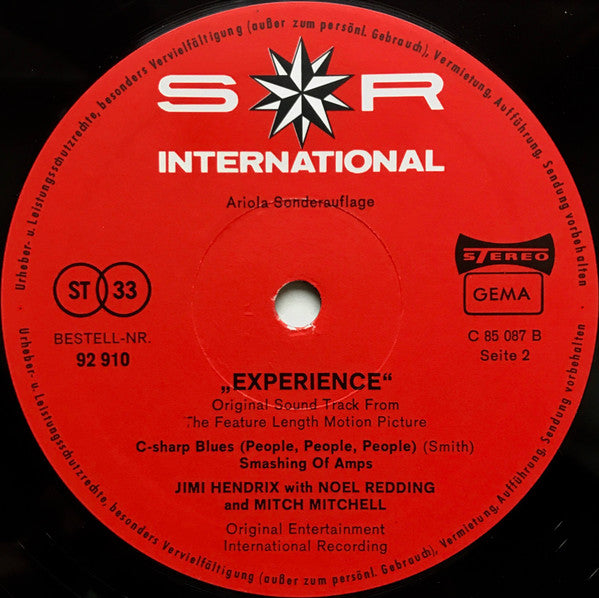 Urheber- u. Leistungsschutzrechte, besonders Vervielfältigung (außer zum persönl. Gebrauch), Vermietung, Aufführung, Sendung vorbehalten
S R
INTERNATIONAL
Ariola Sonderauflage
ST 33
STEREO
GEMA
BESTELL-NR.
92 910
C 85 087 B
Seite 2
„EXPERIENCE“
Original Sound Track From
The Feature Length Motion Picture
C-sharp Blues (People, People, People) (Smith)
Smashing Of Amps
JIMI HENDRIX with NOEL REDDING
and MITCH MITCHELL
Original Entertainment
International Recording
Urheber- u. Leistungsschutzrechte, besonders Vervielfältigung (außer zum persönl. Gebrauch), Vermietung, Aufführung, Sendung vorbehalten